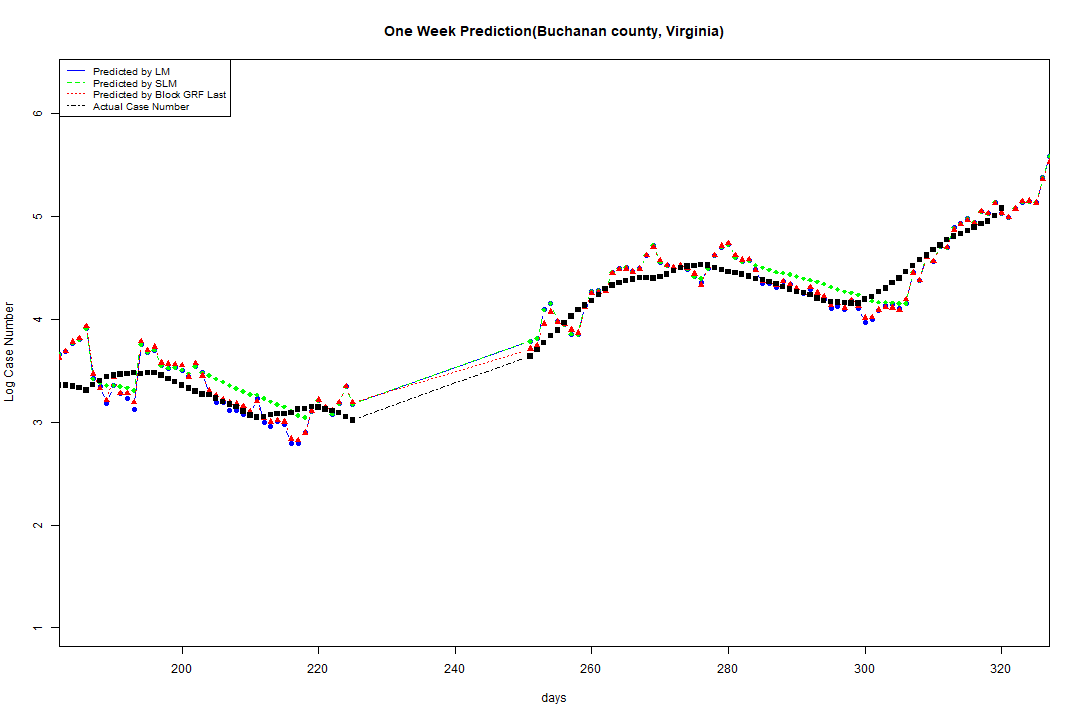 One Week Prediction(Buchanan county, Virginia)
Predicted by LM
Predicted by SLM
Predicted by Block GRF Last
Actual Case Number
6
5
4
3
2
1
Log Case Number
200 220 240 260 280 300 320
days